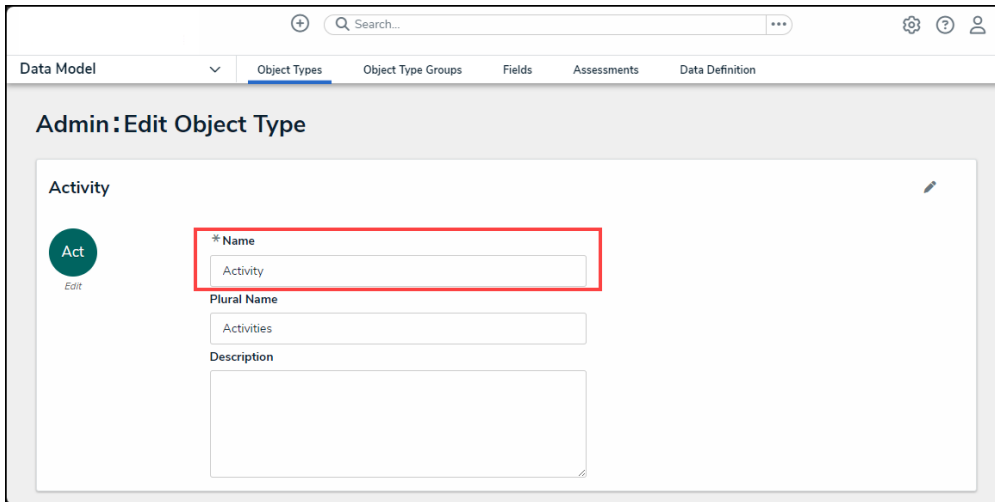 Search...
Data Model Object Types Object Type Groups Fields Assessments Data Definition
Admin:Edit Object Type
Activity
Act
Edit
*Name
Activity
Plural Name
Activities
Description